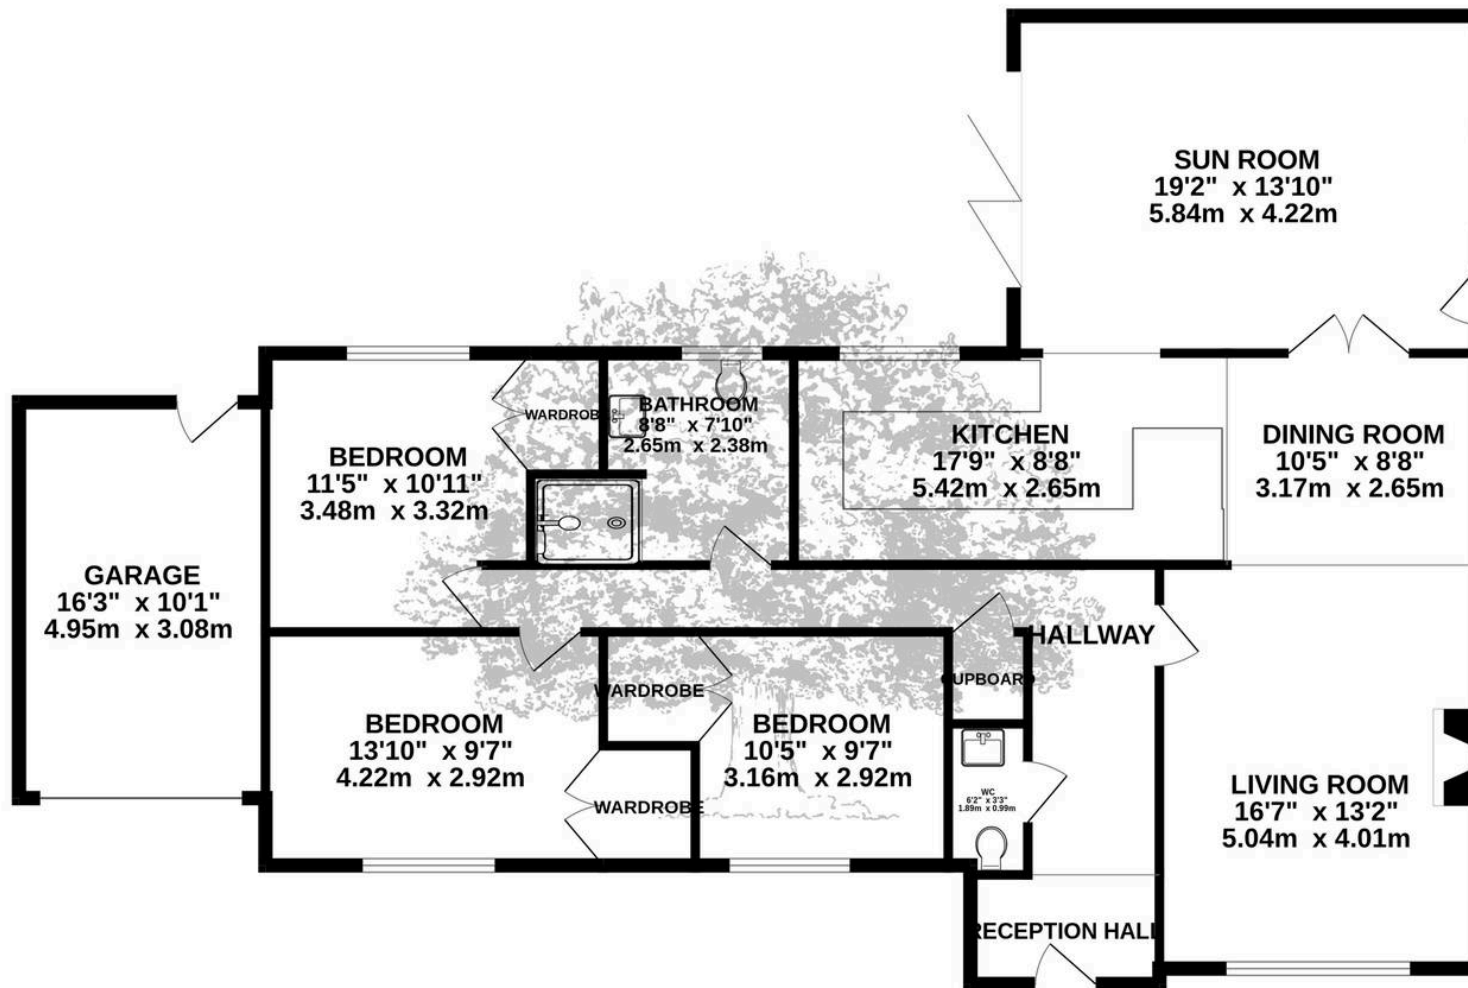 SUN ROOM
19'2" x 13'10"
5.84m x 4.22m
WARDROBE
BATHROOM
8'8" x 7'10"
2.65m x 2.38m
BEDROOM
11'5" x 10'11"
3.48m x 3.32m
KITCHEN
17'9" x 8'8"
5.42m x 2.65m
DINING ROOM
10'5" x 8'8"
3.17m x 2.65m
GARAGE
16'3" x 10'1"
4.95m x 3.08m
HALLWAY
CUPBOARD
WARDROBE
BEDROOM
13'10" x 9'7"
4.22m x 2.92m
BEDROOM
10'5" x 9'7"
3.16m x 2.92m
WARDROBE
WC
6'2" x 3'3"
1.89m x 0.99m
LIVING ROOM
16'7" x 13'2"
5.04m x 4.01m
RECEPTION HALL